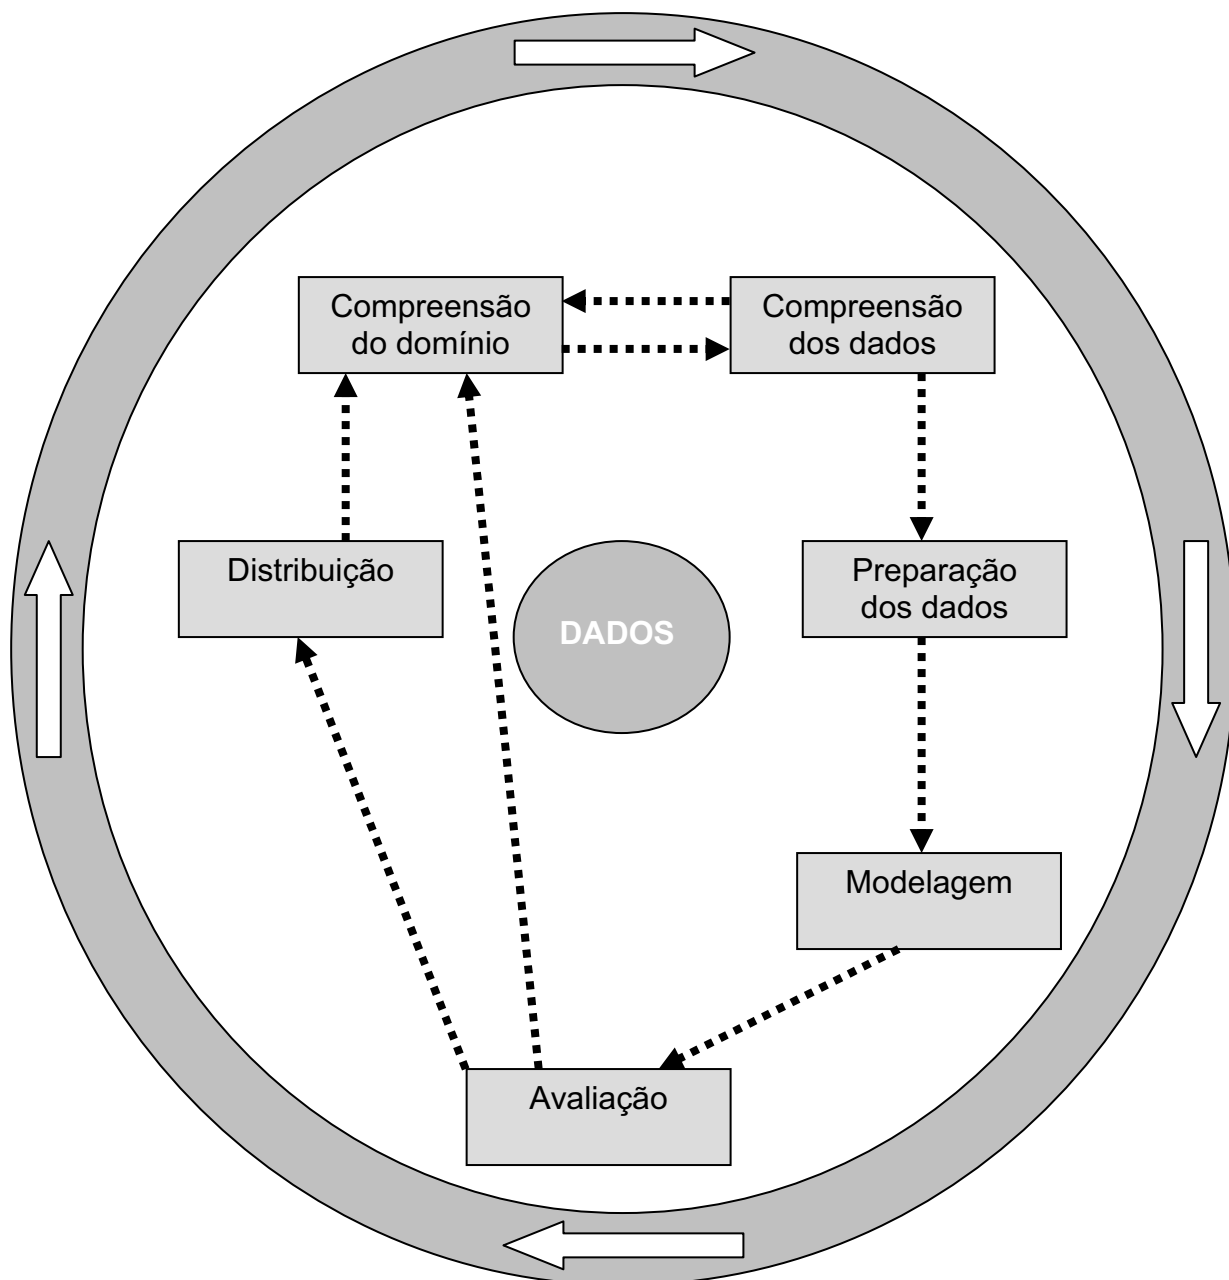 Compreensão
do domínio
Compreensão
dos dados
Distribuição
DADOS
Preparação
dos dados
Modelagem
Avaliação